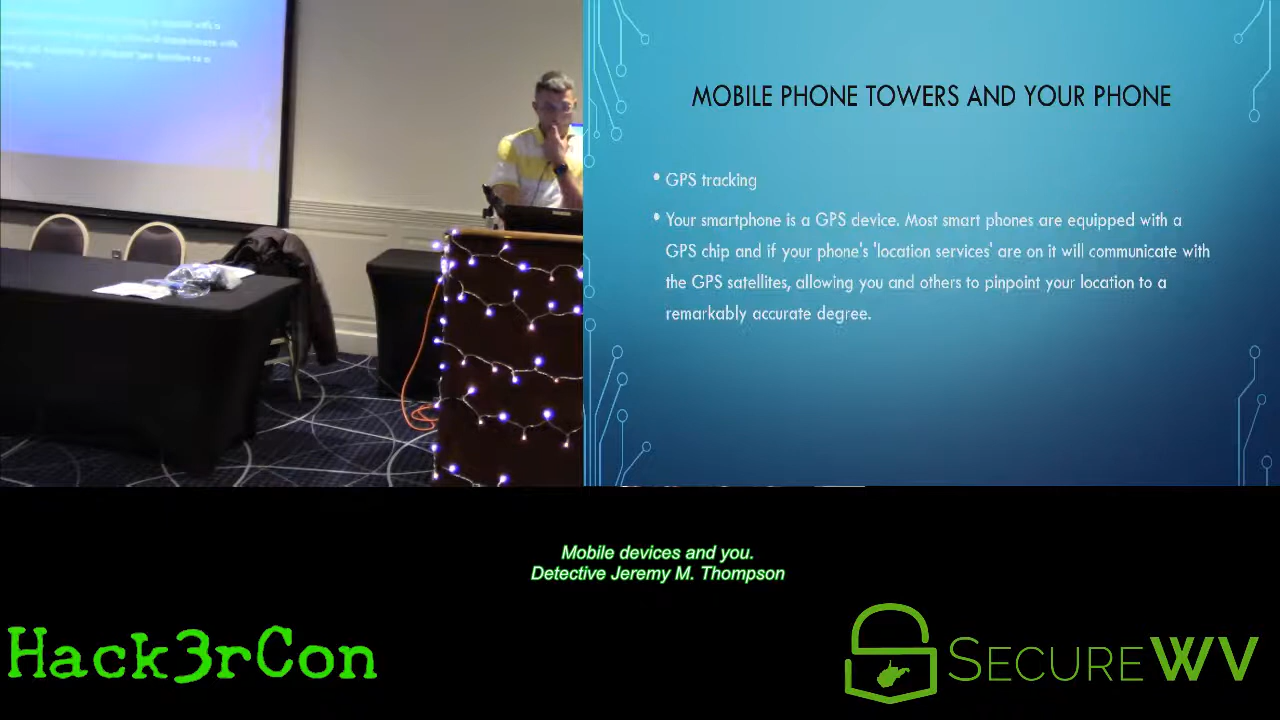 MOBILE PHONE TOWERS AND YOUR PHONE
• GPS tracking
• Your smartphone is a GPS device. Most smart phones are equipped with a
GPS chip and if your phone's 'location services' are on it will communicate with
the GPS satellites, allowing you and others to pinpoint your location to a
remarkably accurate degree.
Mobile devices and you.
Detective Jeremy M. Thompson
Hack3rCon
SECUREWV